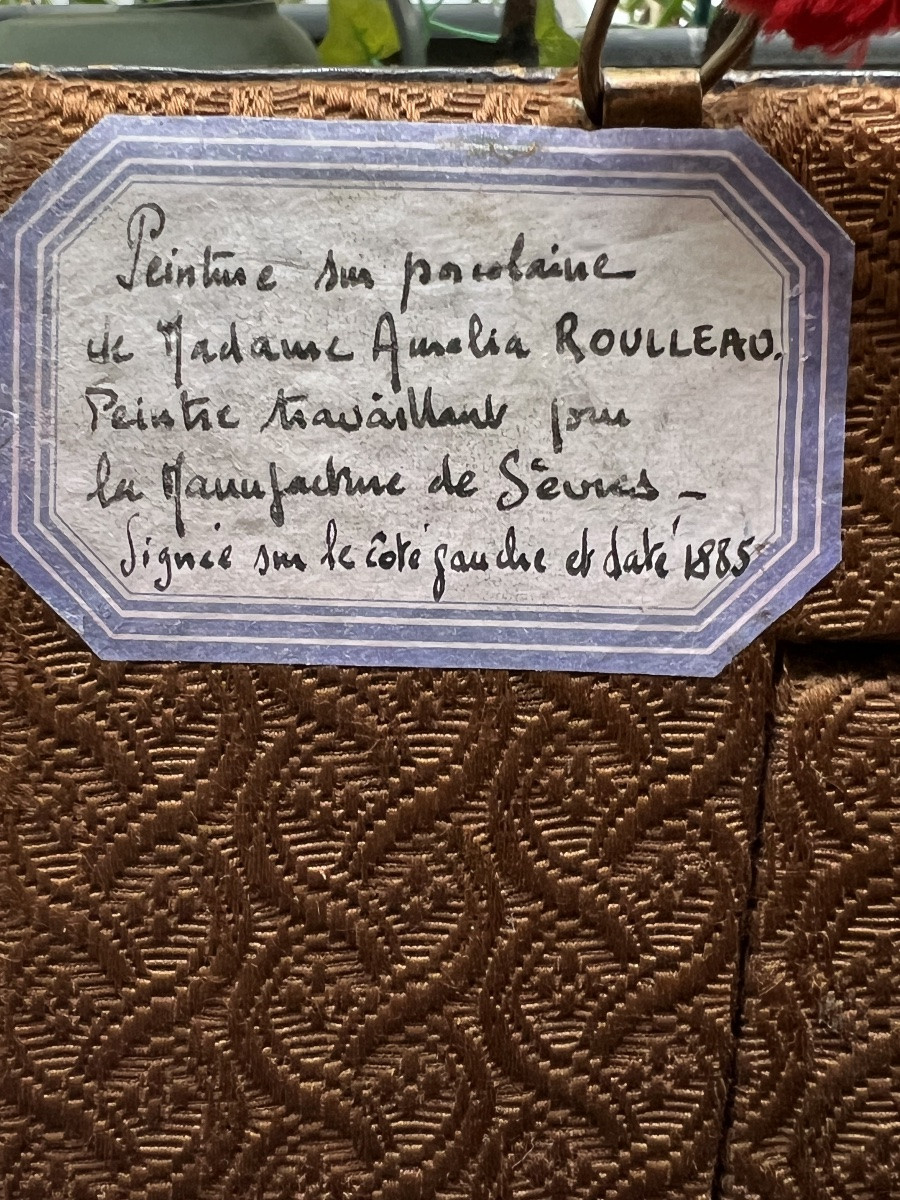 Peinture sur porcelaine
de Madame Aurelia ROULLEAU.
Peintre travaillant pour
la Manufacture de Sèvres -
Signée sur le côté gauche et daté 1885